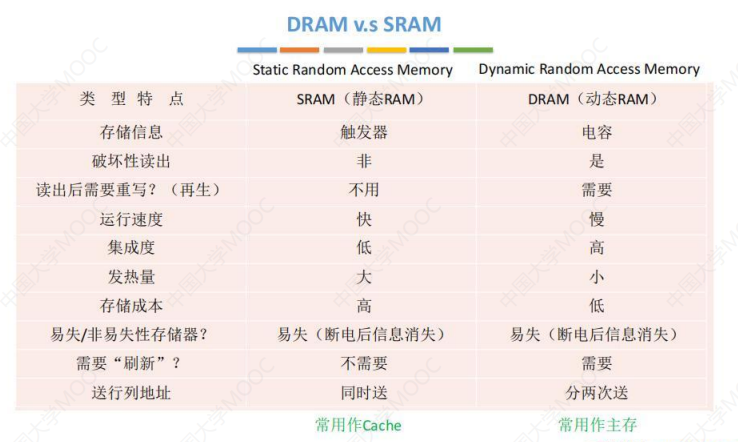 DRAM v.s SRAM
Static Random Access Memory Dynamic Random Access Memory
类 型 特 点 SRAM（静态RAM） DRAM（动态RAM）
存储信息 触发器 电容
破坏性读出 非 是
读出后需要重写？（再生） 不用 需要
运行速度 快 慢
集成度 低 高
发热量 大 小
存储成本 高 低
易失/非易失性存储器？ 易失（断电后信息消失） 易失（断电后信息消失）
需要“刷新”？ 不需要 需要
送行列地址 同时送 分两次送
常用作Cache 常用作主存
中国大学MOOC